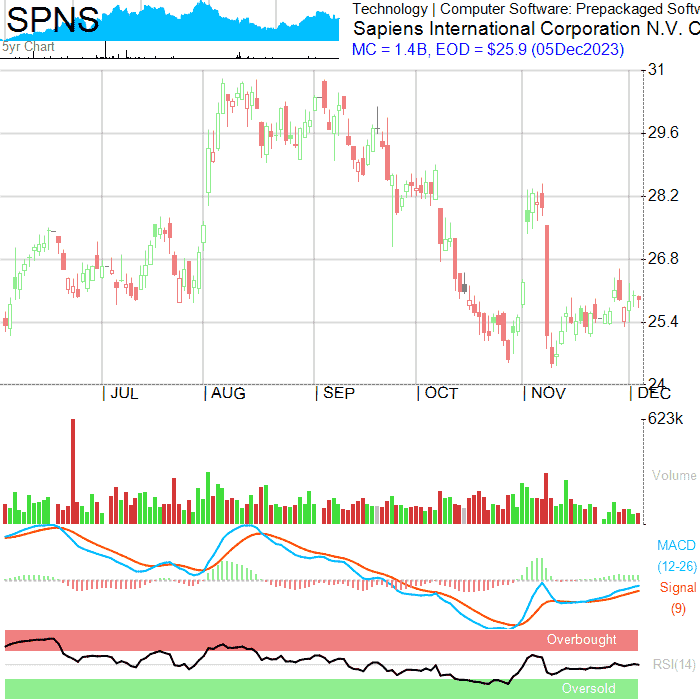 SPNS
Technology | Computer Software: Prepackaged Softw
Sapiens International Corporation N.V. C
5yr Chart
MC = 1.4B, EOD = $25.9 (05Dec2023)
31
29.6
28.2
26.8
25.4
24
JUL AUG SEP OCT NOV DEC
623k
Volume
MACD
(12-26)
Signal
(9)
Overbought
RSI(14)
Oversold